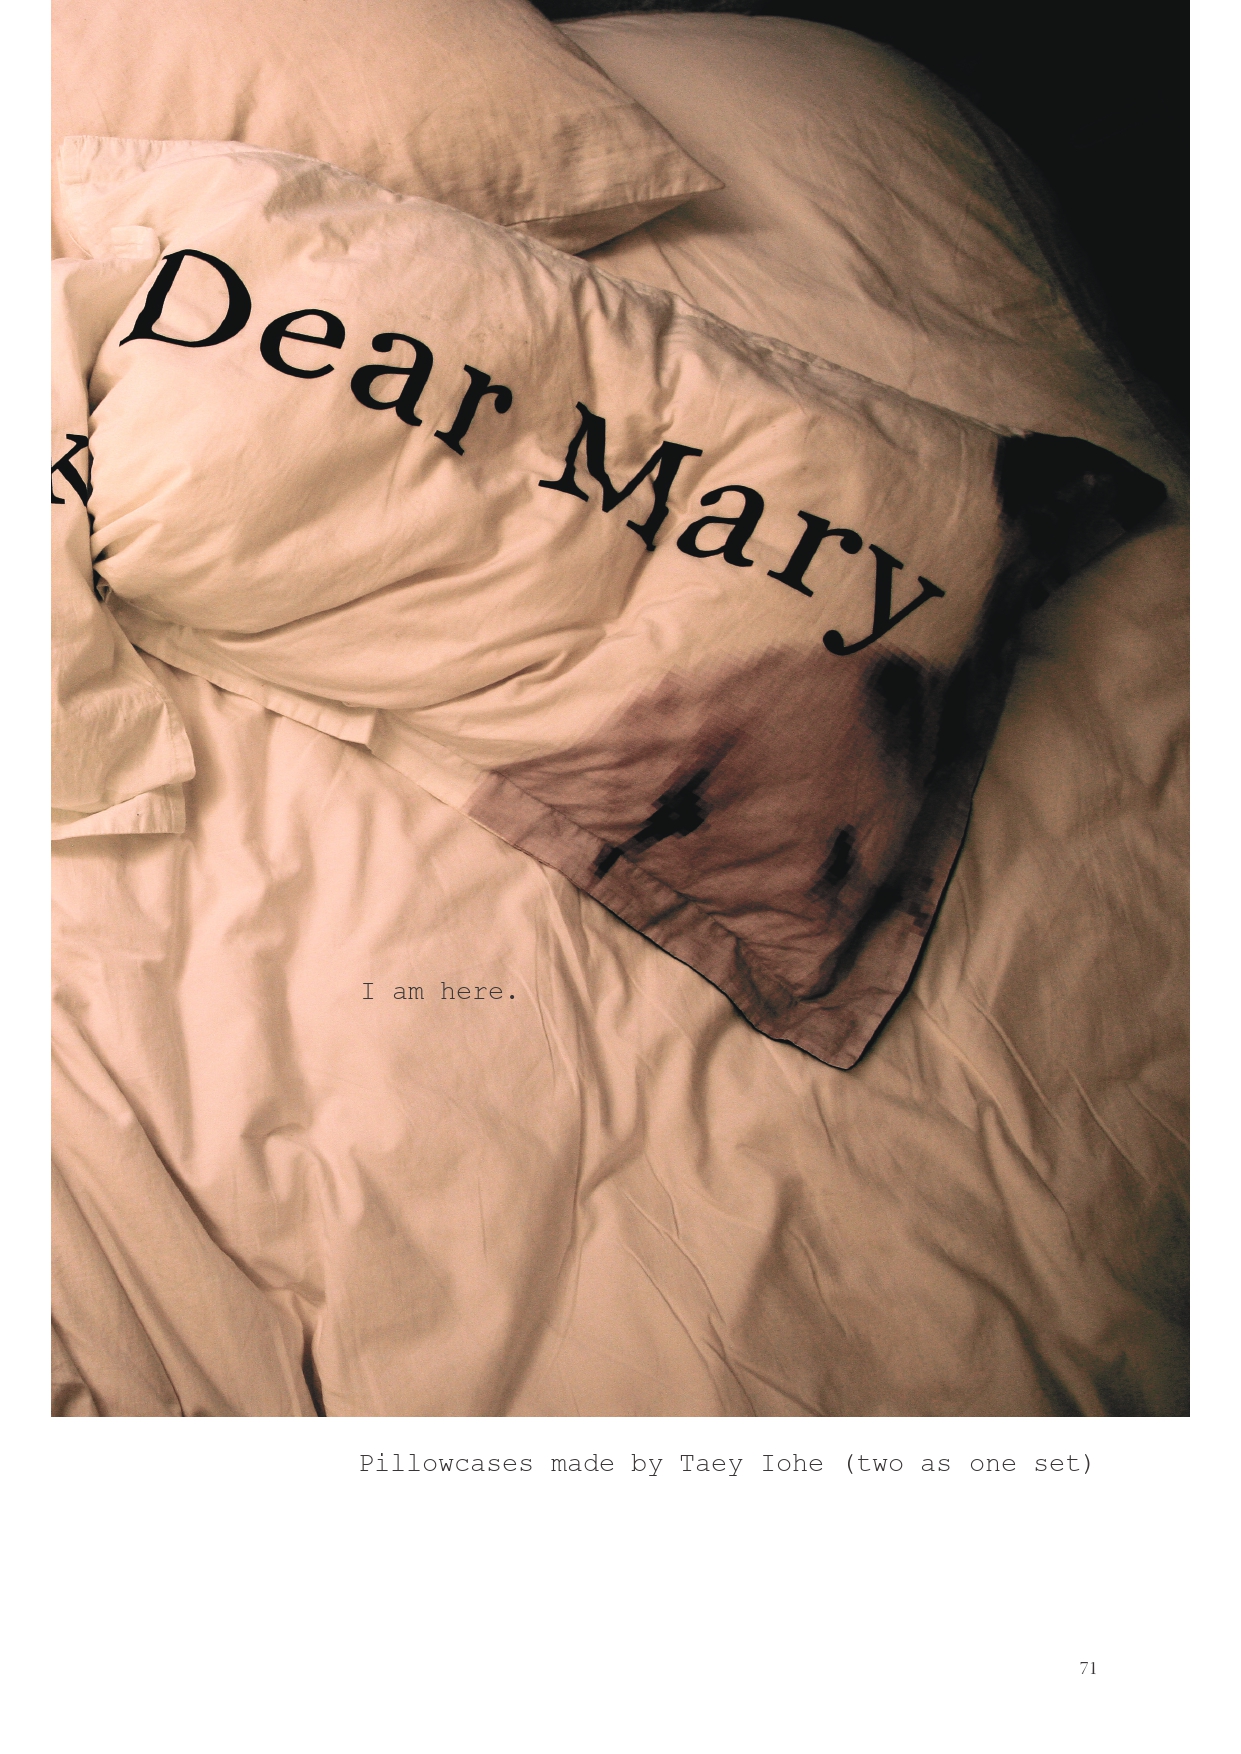 Dear Mary
k
I am here.
Pillowcases made by Taey Iohe (two as one set)
71